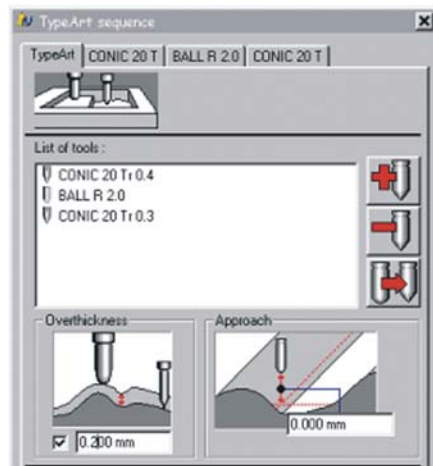 TypeArt sequence
TypeArt CONIC 20 T BALL R 2.0 CONIC 20 T
List of tools :
CONIC 20 Tr 0.4
BALL R 2.0
CONIC 20 Tr 0.3
Overthickness Approach
0.200 mm
0.000 mm